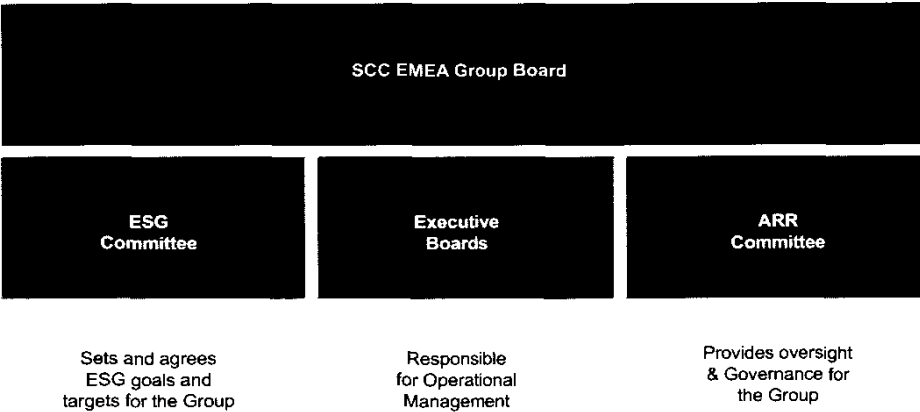 SCC EMEA Group Board
ESG
Committee
Executive
Boards
ARR
Committee
Sets and agrees
ESG goals and
targets for the Group
Responsible
for Operational
Management
Provides oversight
& Governance for
the Group